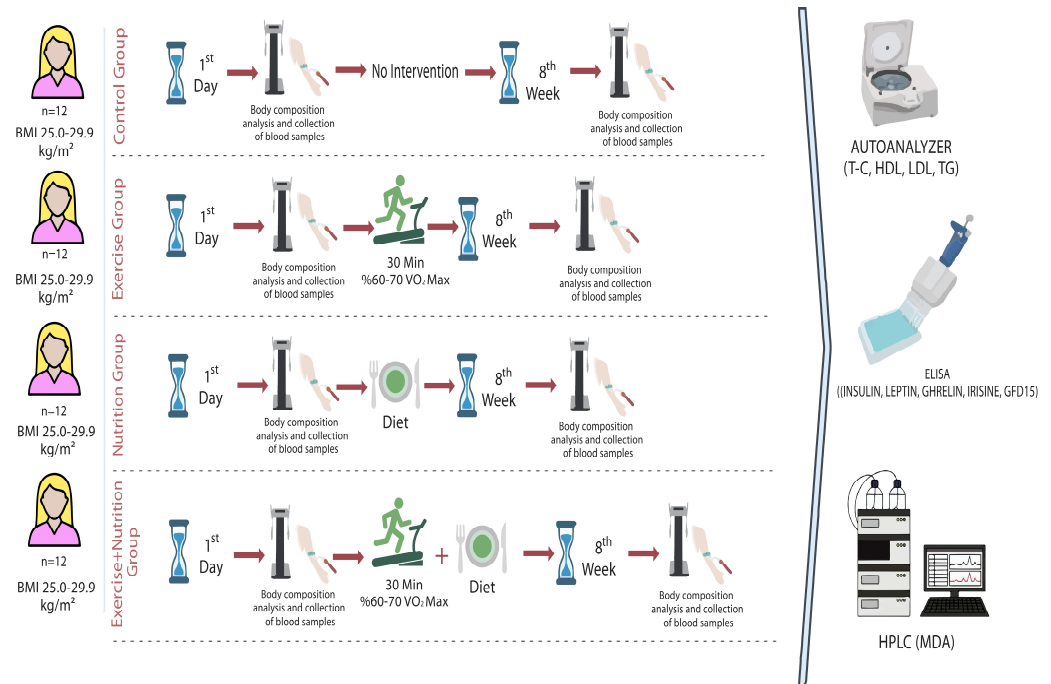 n=12
BMI 25.0-29.9
kg/m²
Control Group
1st
Day
Body composition
analysis and collection
of blood samples
No Intervention
8th
Week
Body composition
analysis and collection
of blood samples
n=12
BMI 25.0-29.9
kg/m²
Exercise Group
1st
Day
Body composition
analysis and collection
of blood samples
30 Min
%60-70 VO₂ Max
8th
Week
Body composition
analysis and collection
of blood samples
n=12
BMI 25.0-29.9
kg/m²
Nutrition Group
1st
Day
Body composition
analysis and collection
of blood samples
Diet
8th
Week
Body composition
analysis and collection
of blood samples
n=12
BMI 25.0-29.9
kg/m²
Exercise+Nutrition
Group
1st
Day
Body composition
analysis and collection
of blood samples
30 Min
%60-70 VO₂ Max
+
Diet
8th
Week
Body composition
analysis and collection
of blood samples
AUTOANALYZER
(T-C, HDL, LDL, TG)
ELISA
((INSULIN, LEPTIN, GHRELIN, IRISINE, GFD15)
HPLC (MDA)